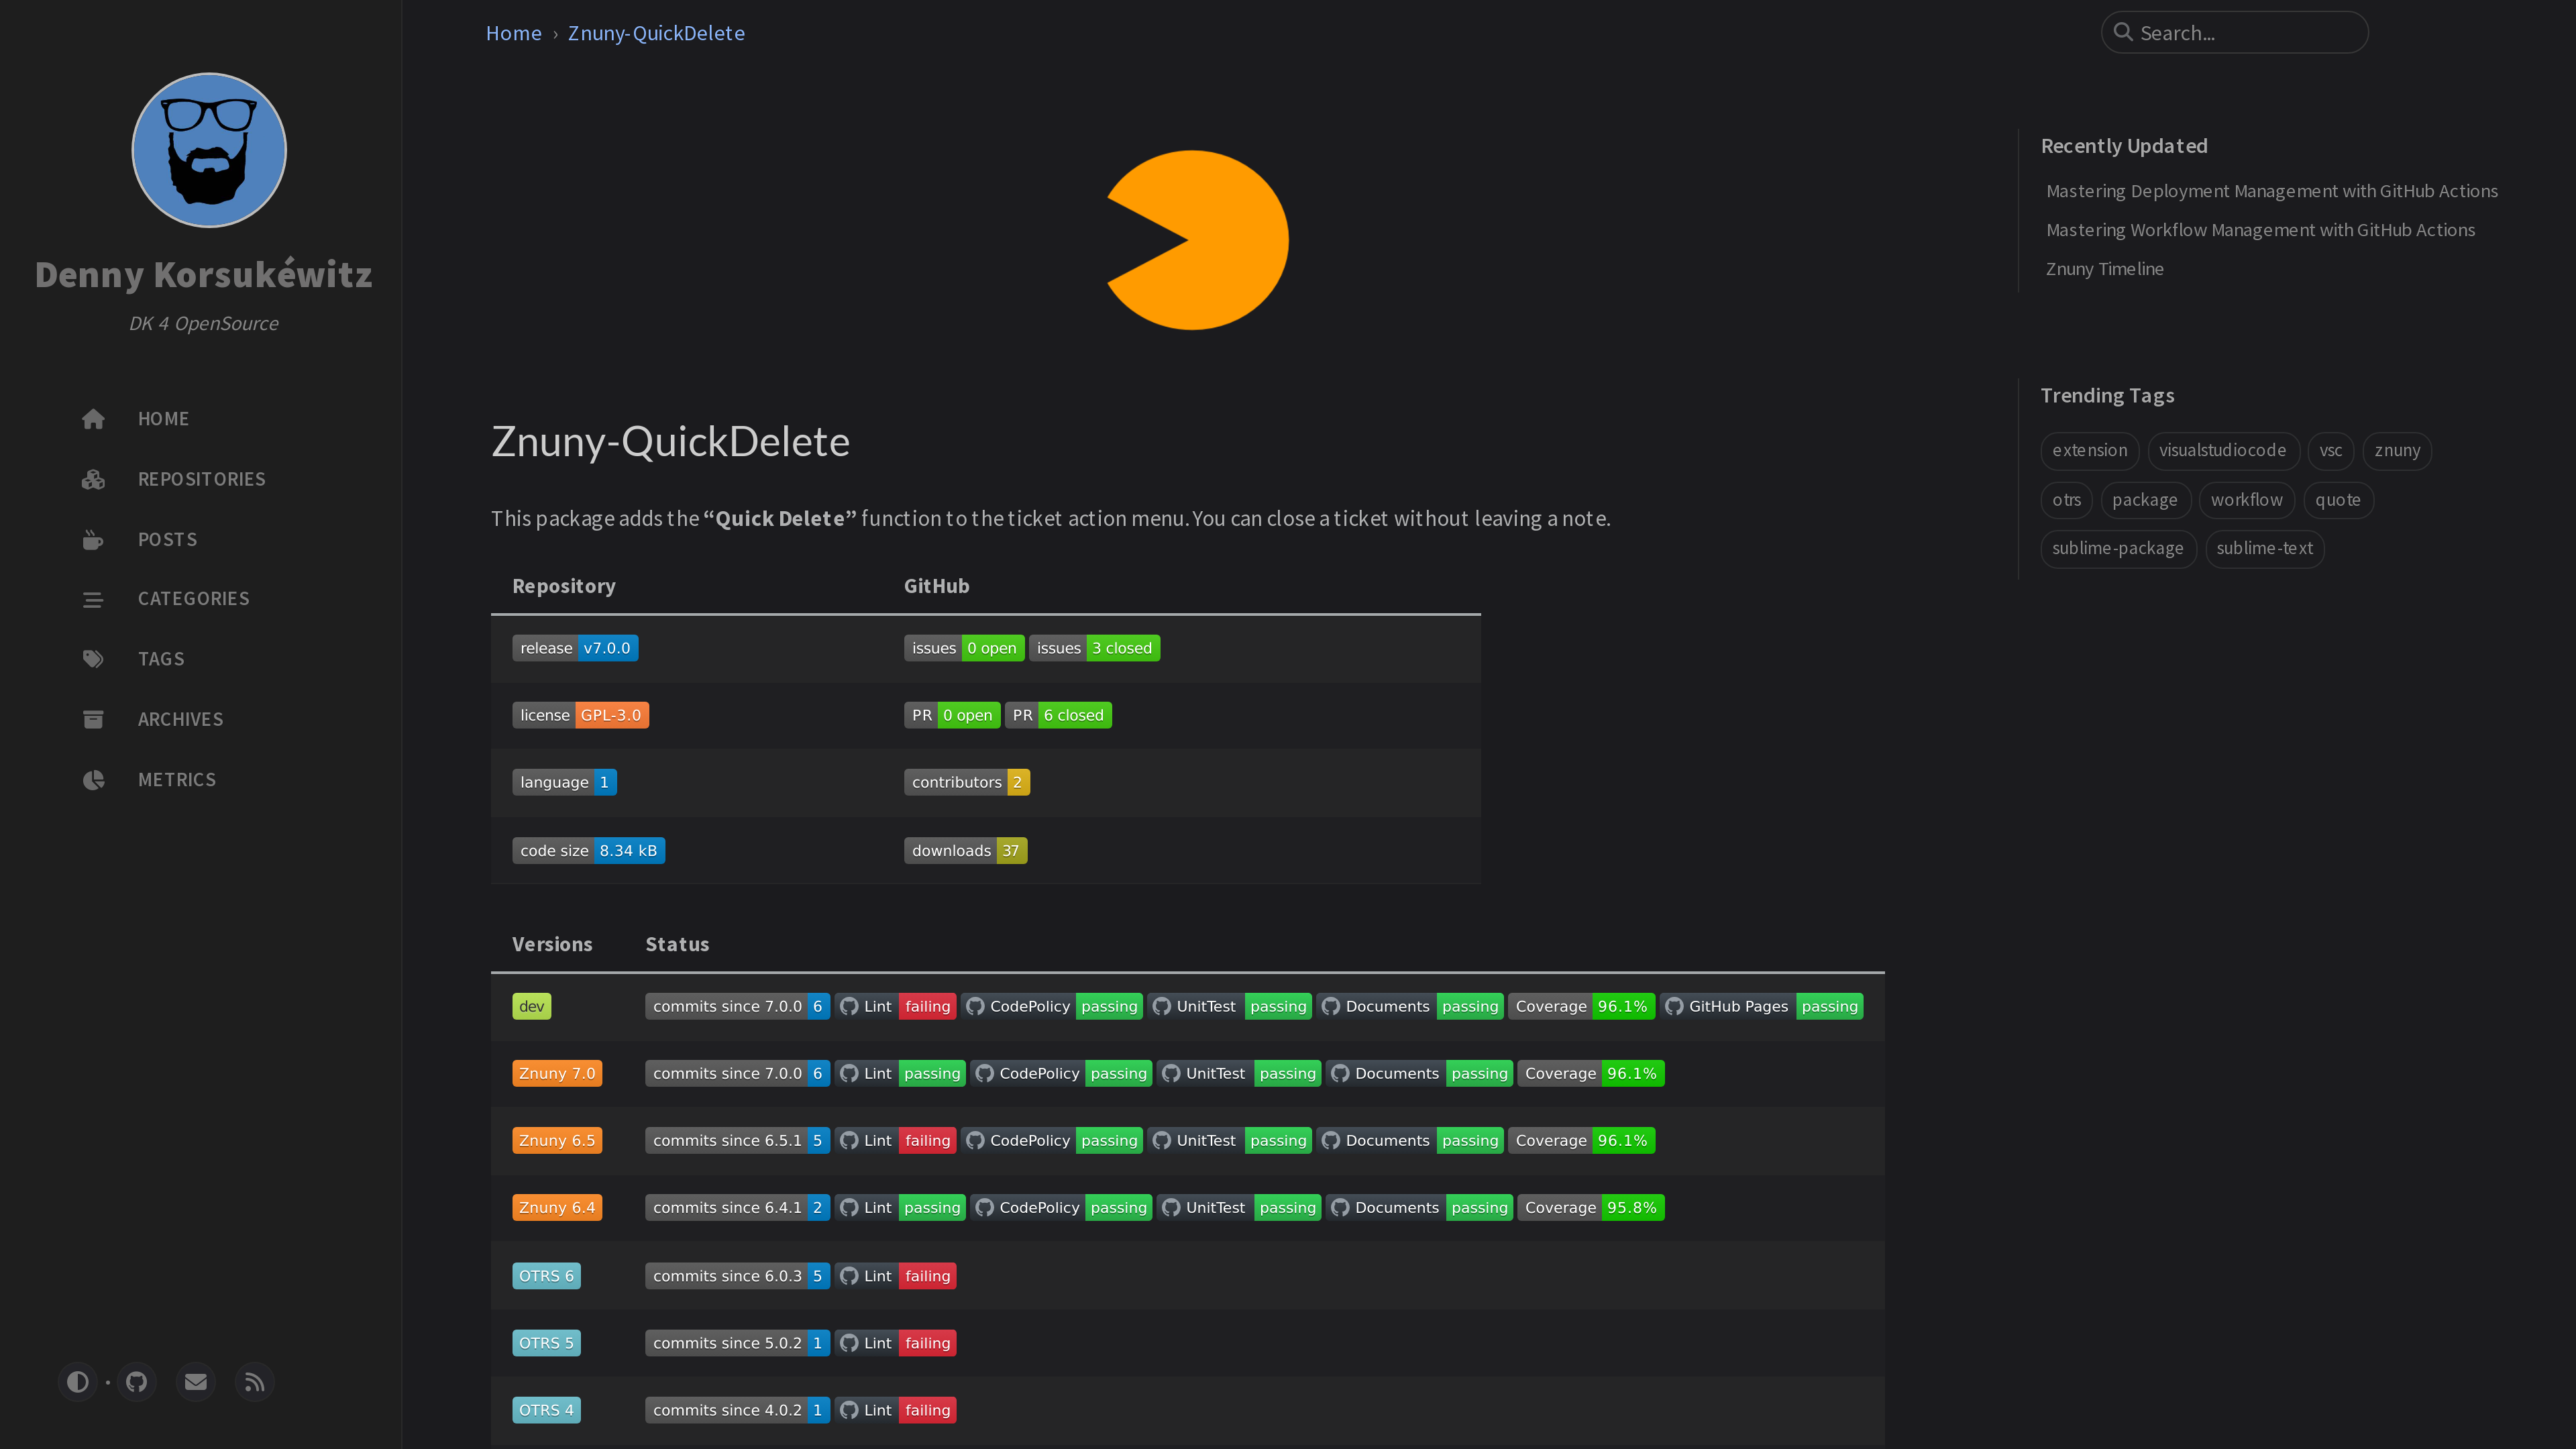 Home › Znuny-QuickDelete
Search...
Denny Korsukéwitz
DK 4 OpenSource
HOME
REPOSITORIES
POSTS
CATEGORIES
TAGS
ARCHIVES
METRICS
Znuny-QuickDelete
This package adds the “Quick Delete” function to the ticket action menu. You can close a ticket without leaving a note.
Repository GitHub
release v7.0.0 issues 0 open issues 3 closed
license GPL-3.0 PR 0 open PR 6 closed
language 1 contributors 2
code size 8.34 kB downloads 37
Versions Status
dev commits since 7.0.0 6 Lint failing CodePolicy passing UnitTest passing Documents passing Coverage 96.1% GitHub Pages passing
Znuny 7.0 commits since 7.0.0 6 Lint passing CodePolicy passing UnitTest passing Documents passing Coverage 96.1%
Znuny 6.5 commits since 6.5.1 5 Lint failing CodePolicy passing UnitTest passing Documents passing Coverage 96.1%
Znuny 6.4 commits since 6.4.1 2 Lint passing CodePolicy passing UnitTest passing Documents passing Coverage 95.8%
OTRS 6 commits since 6.0.3 5 Lint failing
OTRS 5 commits since 5.0.2 1 Lint failing
OTRS 4 commits since 4.0.2 1 Lint failing
Recently Updated
Mastering Deployment Management with GitHub Actions
Mastering Workflow Management with GitHub Actions
Znuny Timeline
Trending Tags
extension visualstudiocode vsc znuny
otrs package workflow quote
sublime-package sublime-text